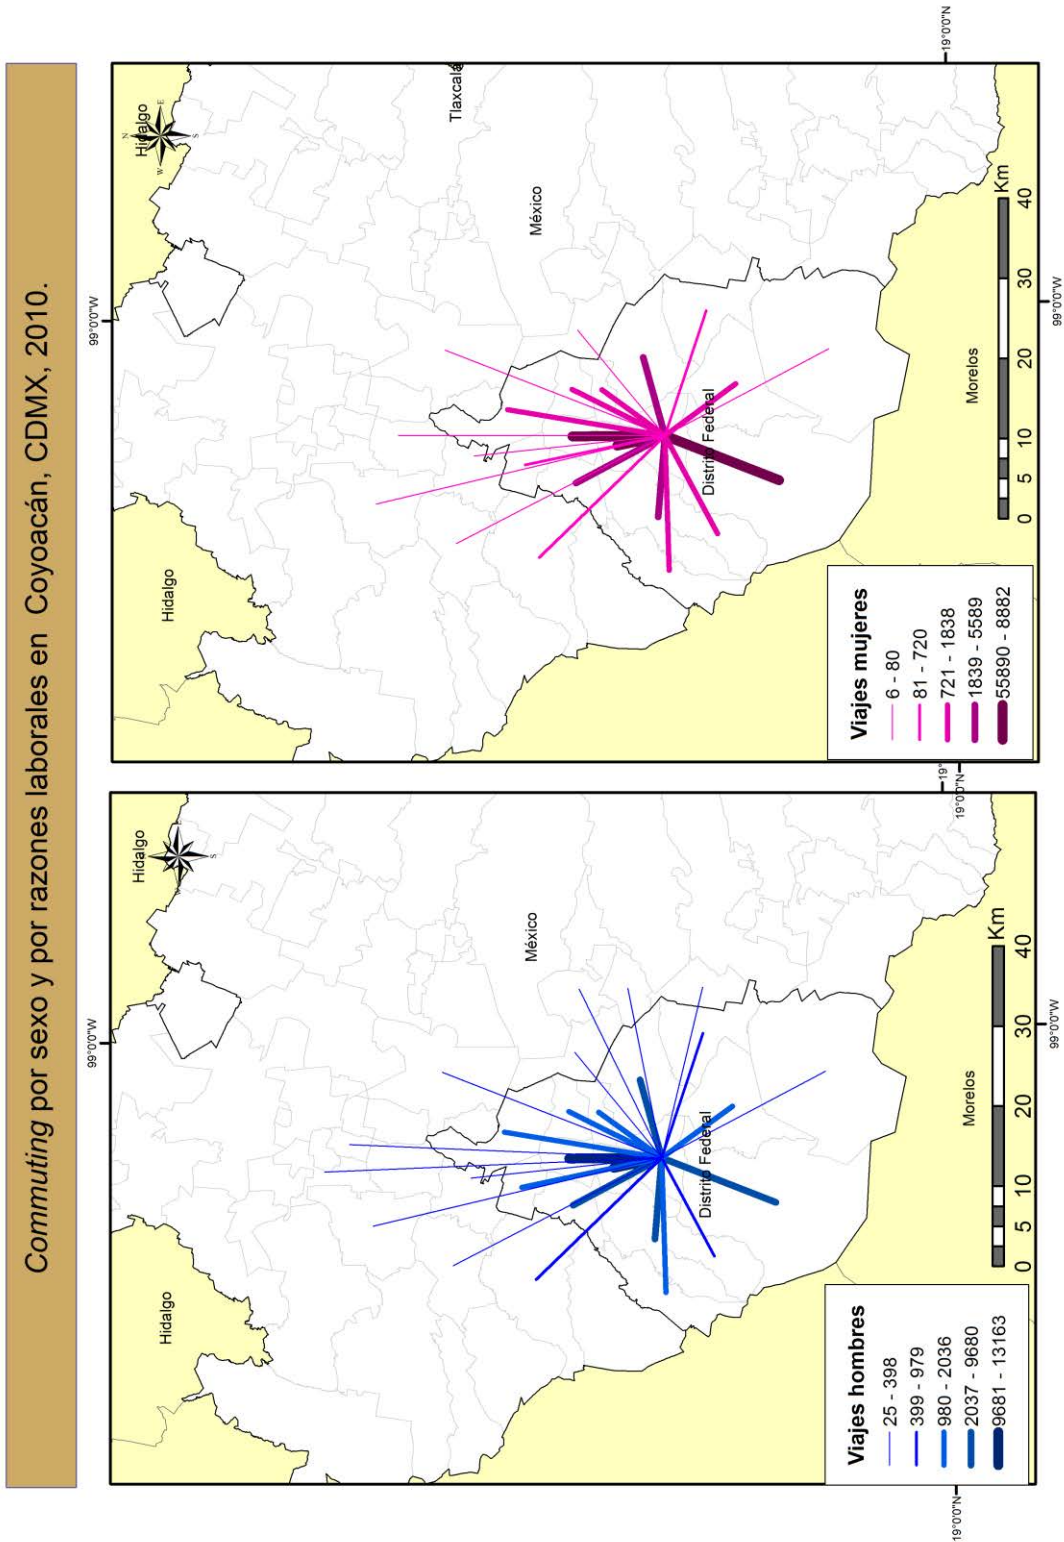 Commuting por sexo y por razones laborales en Coyoacán, CDMX, 2010.
99°0'0"W
Hidalgo
Hidalgo
N
S
W
México
Distrito Federal
Morelos
Viajes hombres
25 - 398
399 - 979
980 - 2036
2037 - 9680
9681 - 13163
0 5 10 20 30 40 Km
19°0'0"N
19°0'0"N
99°0'0"W
99°0'0"W
Hidalgo
Hidalgo
N
E
S
W
Tlaxcala
México
Distrito Federal
Morelos
Viajes mujeres
6 - 80
81 - 720
721 - 1838
1839 - 5589
55890 - 8882
0 5 10 20 30 40 Km
19°
19°0'0"N
99°0'0"W